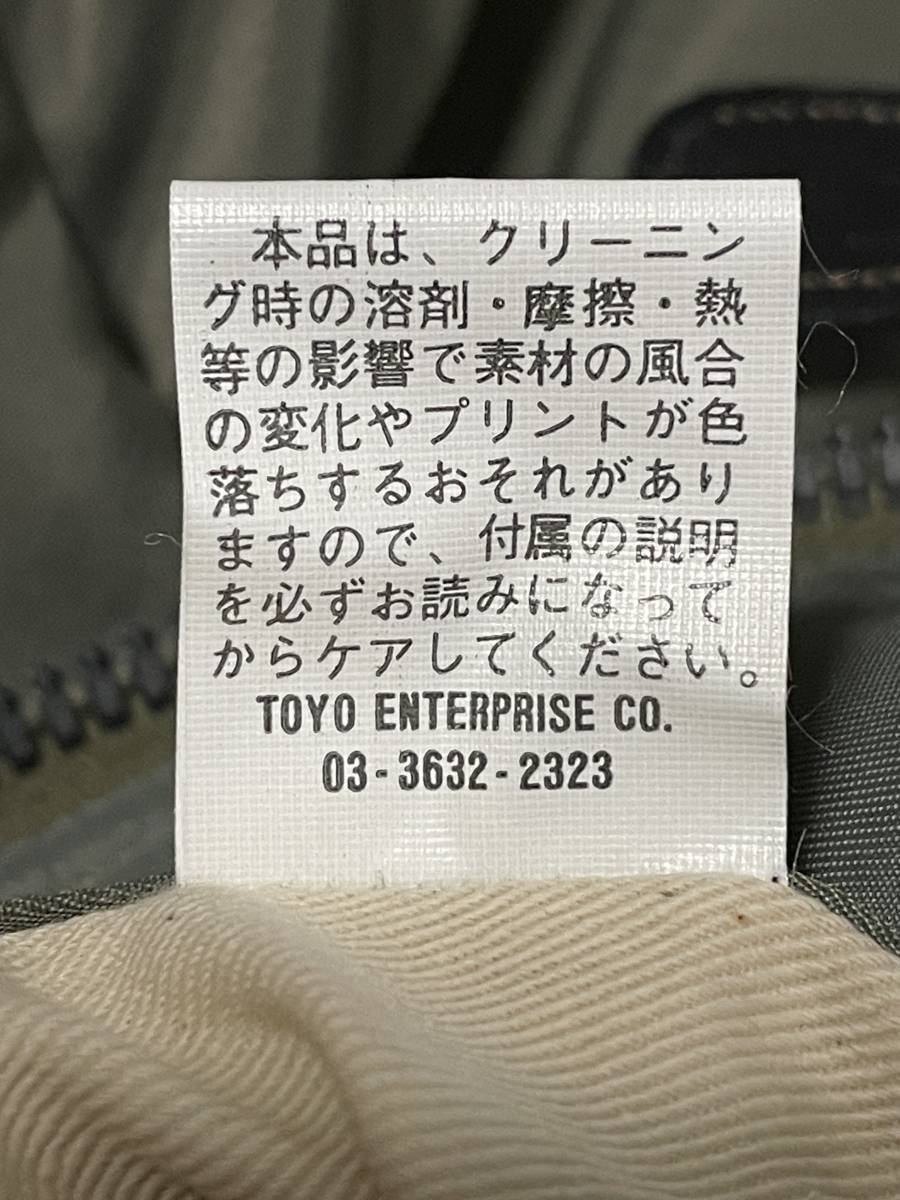 本品は、クリーニン
グ時の溶剤・摩擦・熱
等の影響で素材の風合
の変化やプリントが色
落ちするおそれがあり
ますので、付属の説明
を必ずお読みになって
からケアしてください。
TOYO ENTERPRISE CO.
03-3632-2323